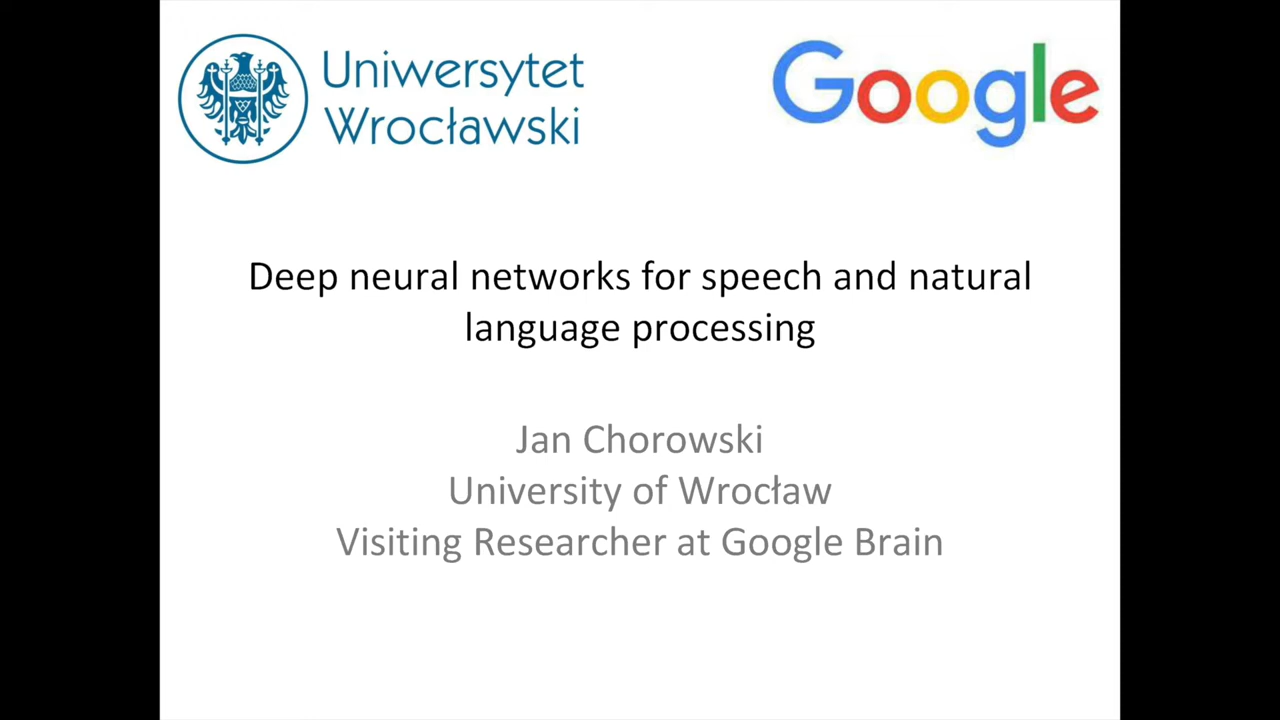 Uniwersytet
Wrocławski
Google
Deep neural networks for speech and natural
language processing
Jan Chorowski
University of Wrocław
Visiting Researcher at Google Brain